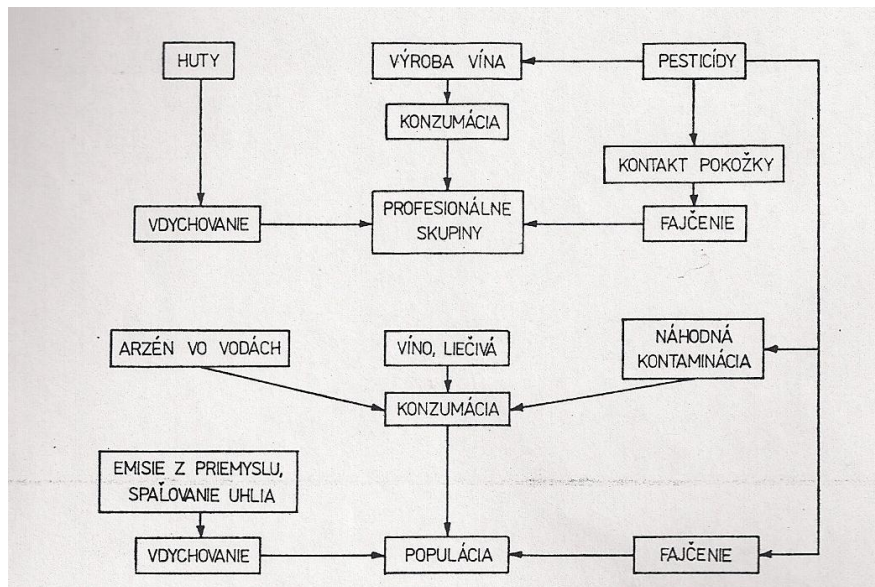 HUTY
VÝROBA VÍNA
PESTICÍDY
KONZUMÁCIA
KONTAKT POKOŽKY
VDYCHOVANIE
PROFESIONÁLNE
SKUPINY
FAJČENIE
ARZÉN VO VODÁCH
VÍNO, LIEČIVÁ
NÁHODNÁ
KONTAMINÁCIA
KONZUMÁCIA
EMISIE Z PRIEMYSLU,
SPAĽOVANIE UHLIA
VDYCHOVANIE
POPULÁCIA
FAJČENIE